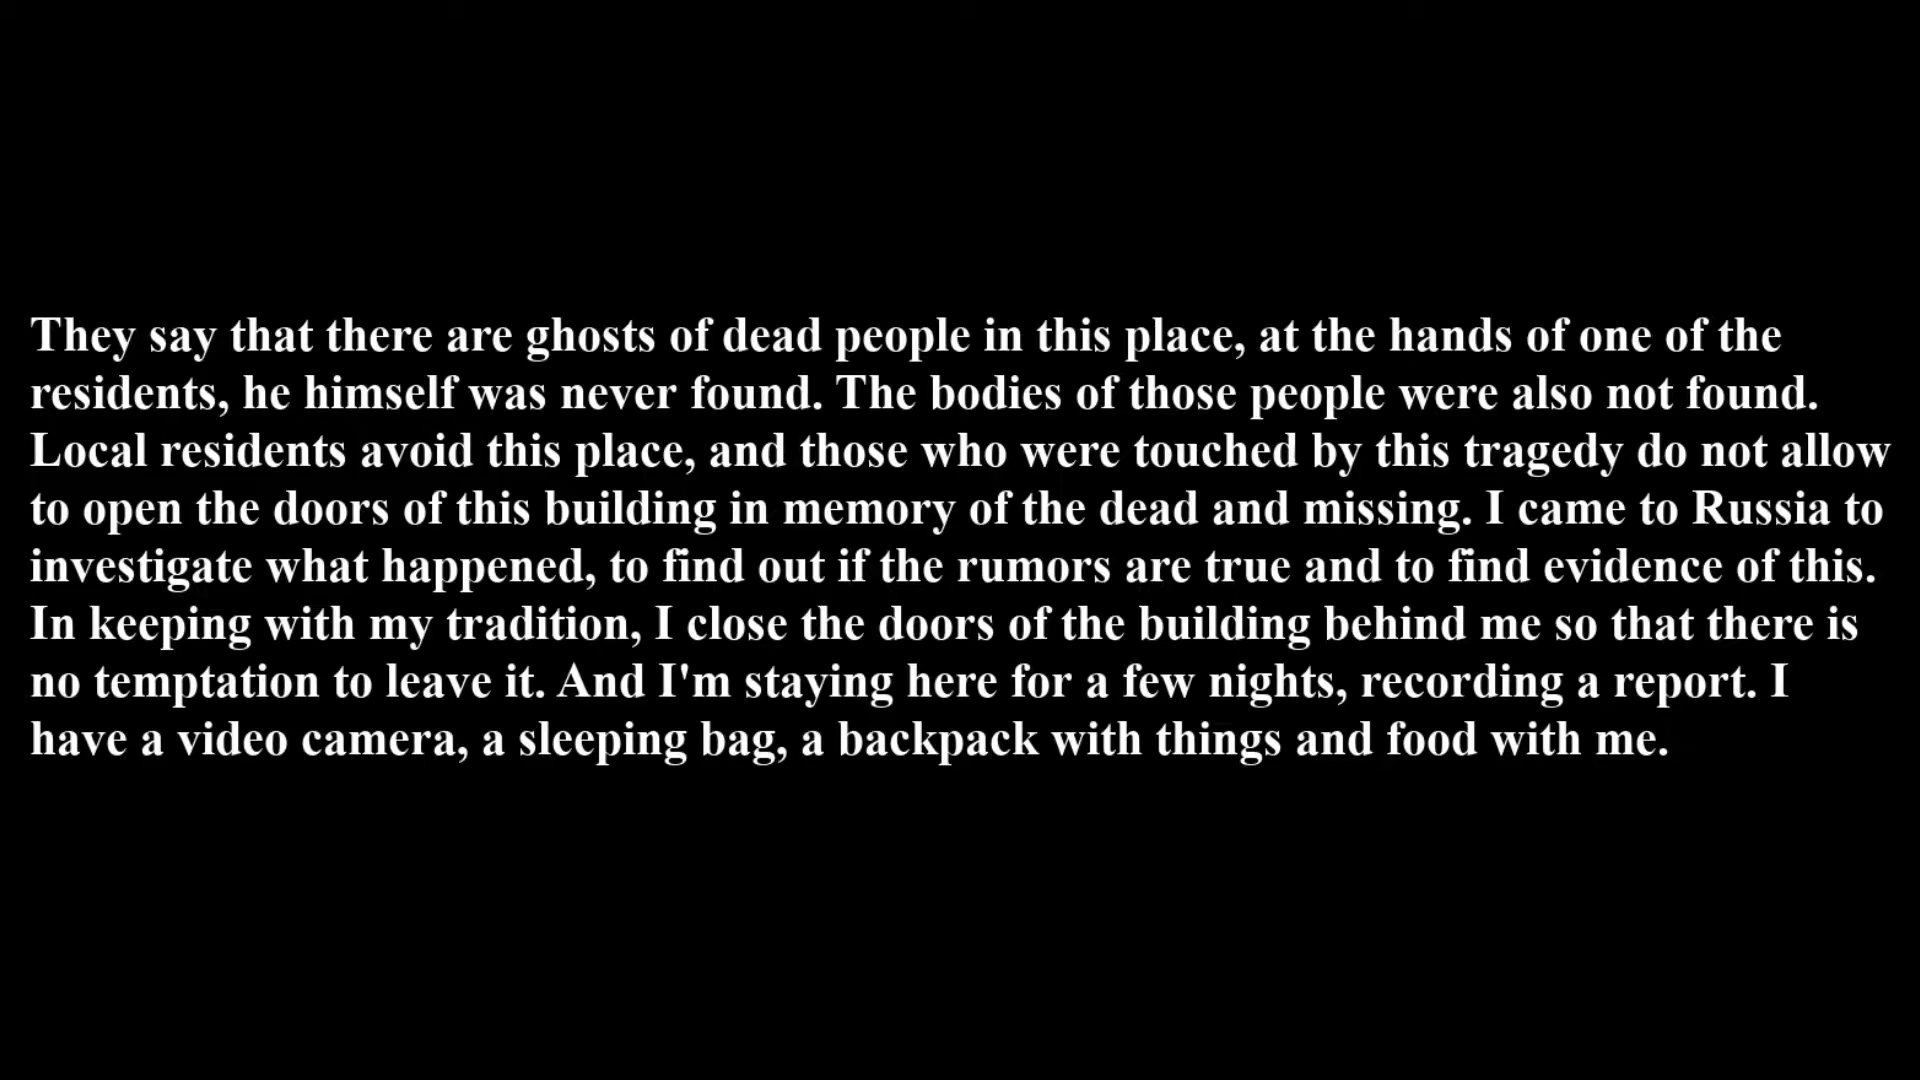 They say that there are ghosts of dead people in this place, at the hands of one of the
residents, he himself was never found. The bodies of those people were also not found.
Local residents avoid this place, and those who were touched by this tragedy do not allow
to open the doors of this building in memory of the dead and missing. I came to Russia to
investigate what happened, to find out if the rumors are true and to find evidence of this.
In keeping with my tradition, I close the doors of the building behind me so that there is
no temptation to leave it. And I'm staying here for a few nights, recording a report. I
have a video camera, a sleeping bag, a backpack with things and food with me.